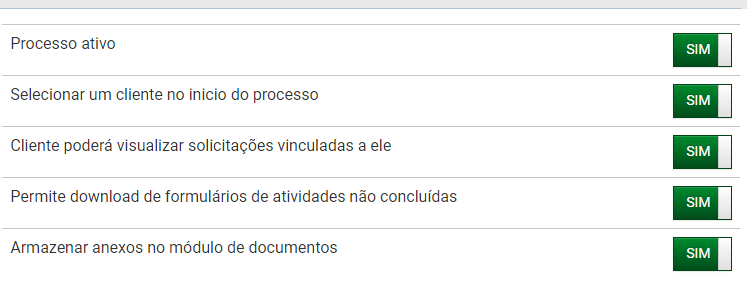 Processo ativo SIM
Selecionar um cliente no inicio do processo SIM
Cliente poderá visualizar solicitações vinculadas a ele SIM
Permite download de formulários de atividades não concluídas SIM
Armazenar anexos no módulo de documentos SIM